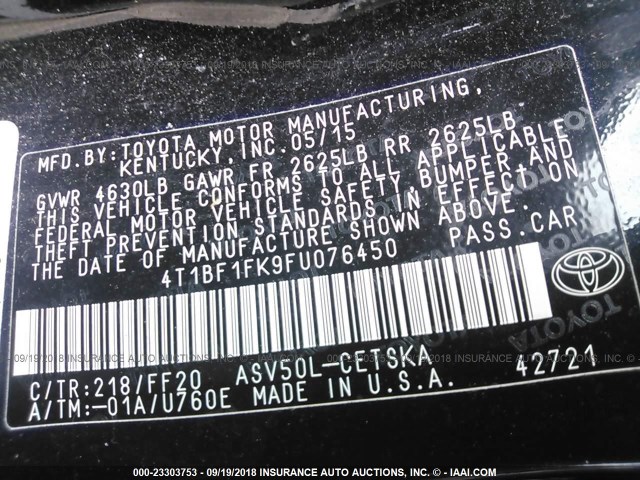 MFD.BY:TOYOTA MOTOR MANUFACTURING,
KENTUCKY,INC.05/15
GVWR 4630LB GAWR FR 2625LB RR 2625LB
THIS VEHICLE CONFORMS TO ALL APPLICABLE
FEDERAL MOTOR VEHICLE SAFETY,BUMPER,AND
THEFT PREVENTION STANDARDS IN EFFECT ON
THE DATE OF MANUFACTURE SHOWN ABOVE.
4T1BF1FK9FU076450 PASS.CAR
TOYOTA
C/TR:218/FF20 ASV50L-CETSKA
A/TM:-01A/U760E MADE IN U.S.A. 42721
000-23303753 - 09/19/2018 INSURANCE AUTO AUCTIONS, INC. - IAAI.COM